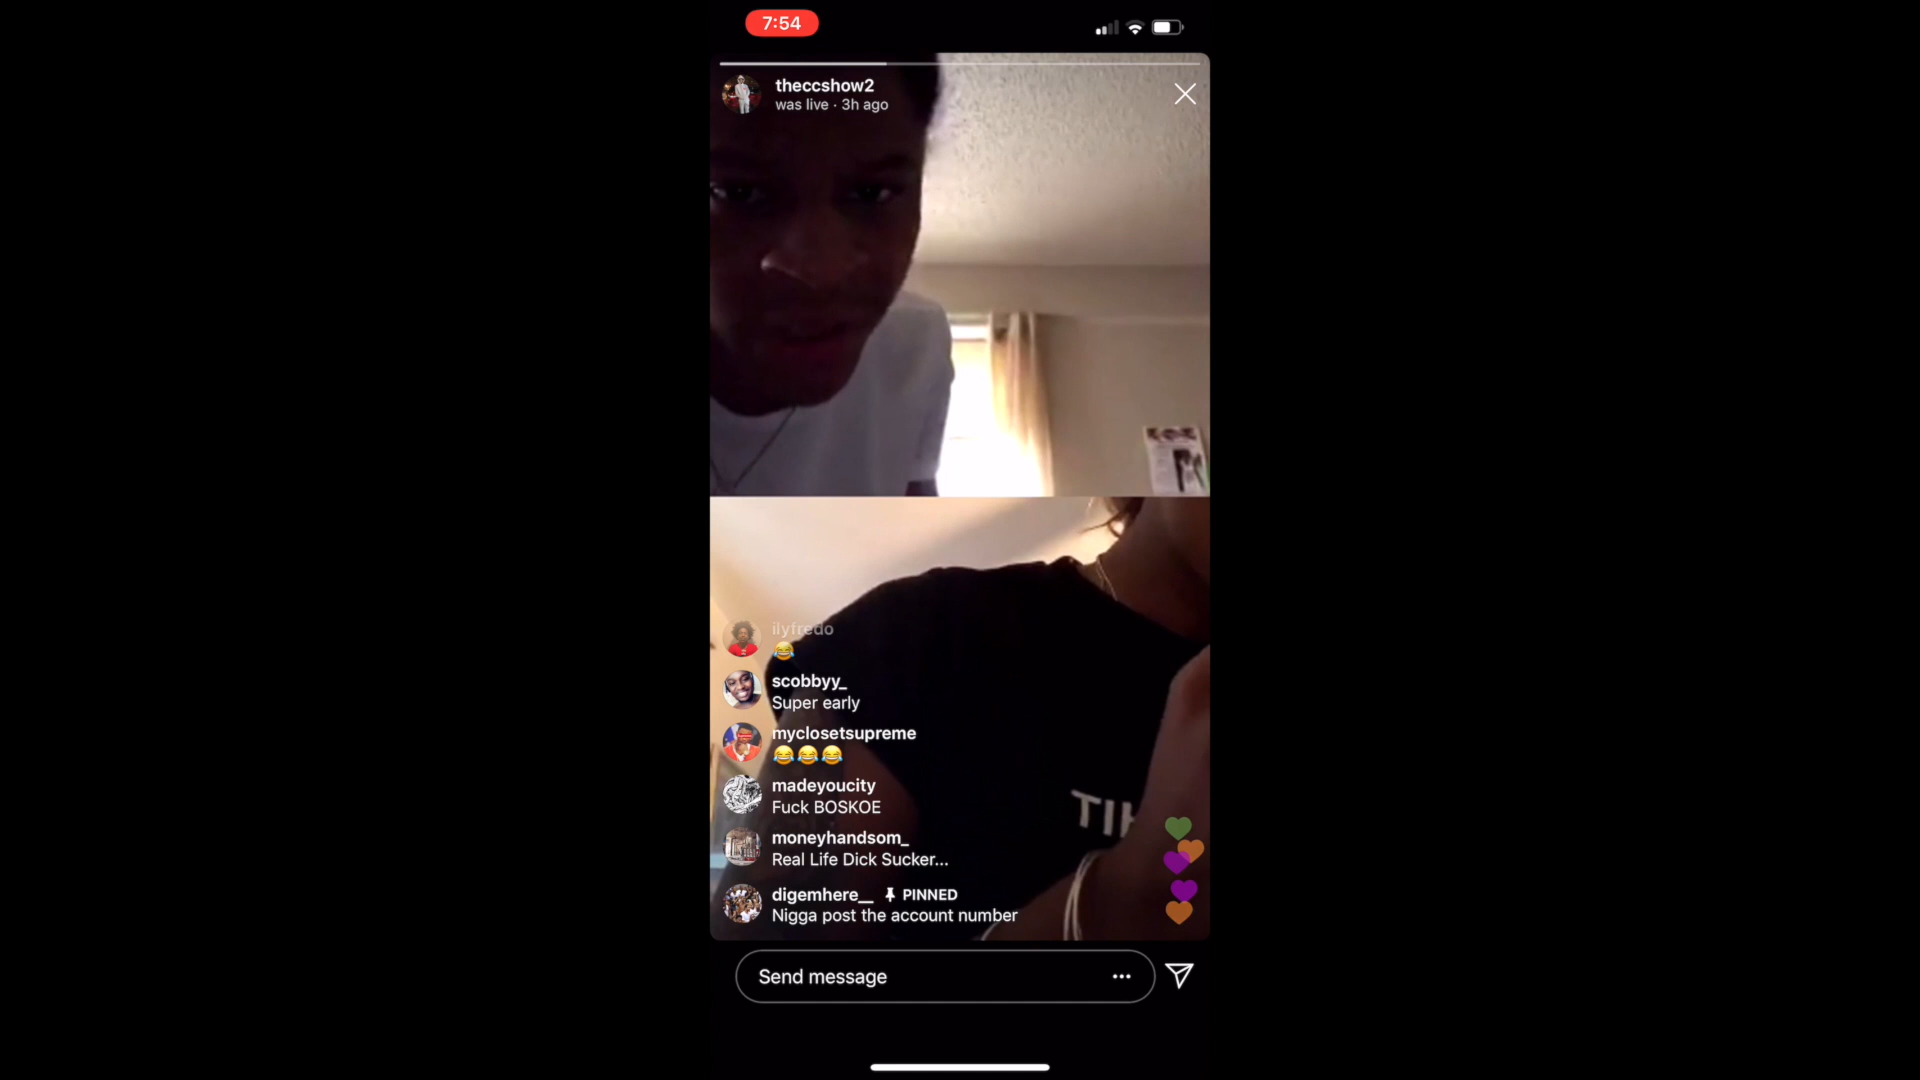 7:54
theccshow2
was live · 3h ago
ilyfredo
😂
scobbyy_
Super early
myclosetsupreme
😂😂😂
madeyoucity
Fuck BOSKOE
moneyhandsom_
Real Life Dick Sucker...
digemhere__ PINNED
Nigga post the account number
Send message